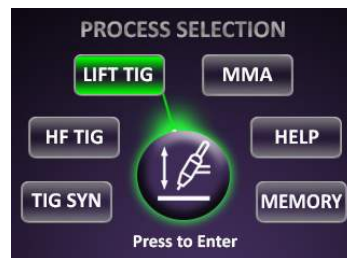 PROCESS SELECTION
LIFT TIG
MMA
HF TIG
HELP
TIG SYN
MEMORY
Press to Enter